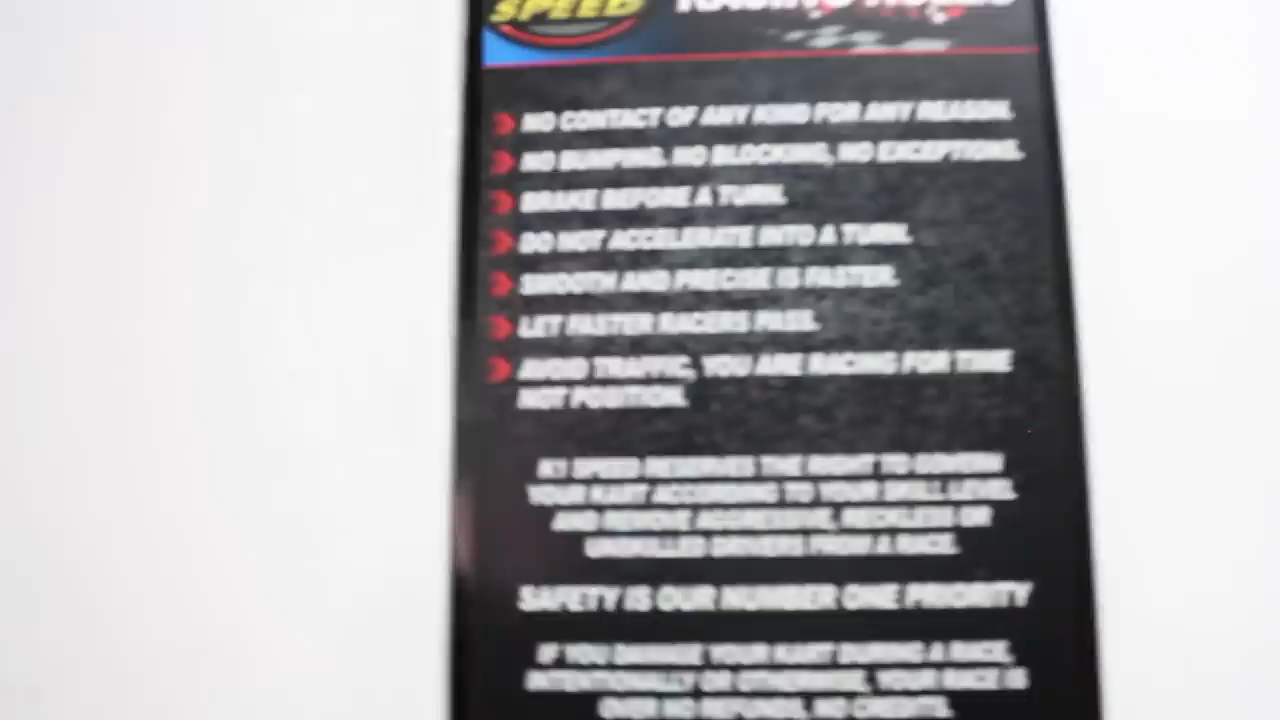 SPEED
RACING RULES
NO CONTACT OF ANY KIND FOR ANY REASON.
NO BUMPING. NO BLOCKING, NO EXCEPTIONS.
BRAKE BEFORE A TURN.
DO NOT ACCELERATE INTO A TURN.
SMOOTH AND PRECISE IS FASTER.
LET FASTER RACERS PASS.
AVOID TRAFFIC, YOU ARE RACING FOR TIME
NOT POSITION.
K1 SPEED RESERVES THE RIGHT TO GOVERN
YOUR KART ACCORDING TO YOUR SKILL LEVEL
AND REMOVE AGGRESSIVE, RECKLESS OR
UNSKILLED DRIVERS FROM A RACE.
SAFETY IS OUR NUMBER ONE PRIORITY
IF YOU DAMAGE YOUR KART DURING A RACE,
INTENTIONALLY OR OTHERWISE, YOUR RACE IS
OVER NO REFUNDS, NO CREDITS.